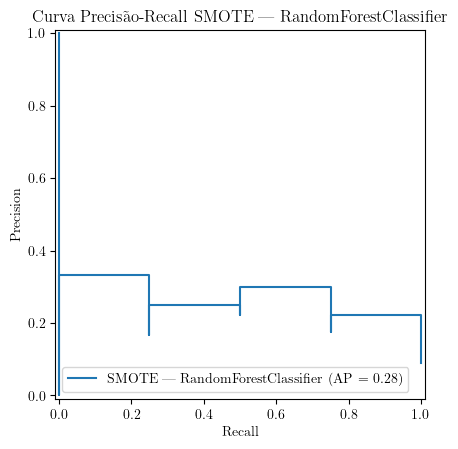 Curva Precisão-Recall SMOTE — RandomForestClassifier
1.0
0.8
0.6
0.4
0.2
0.0
Precision
SMOTE — RandomForestClassifier (AP = 0.28)
0.0 0.2 0.4 0.6 0.8 1.0
Recall